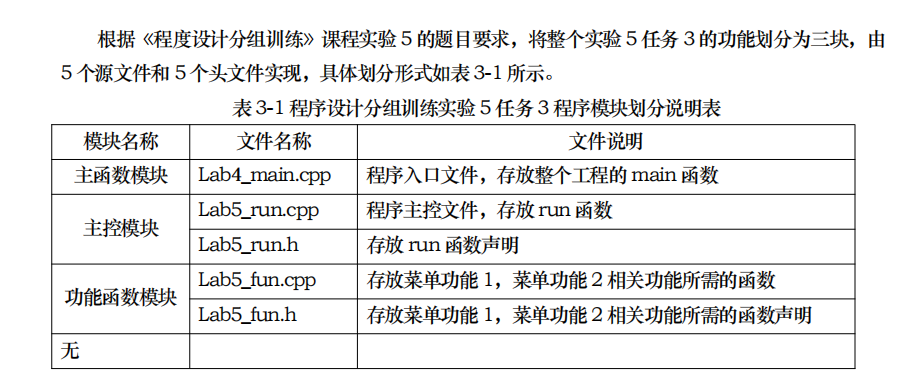 根据《程度设计分组训练》课程实验 5 的题目要求，将整个实验 5 任务 3 的功能划分为三块，由
5 个源文件和 5 个头文件实现，具体划分形式如表 3-1 所示。
表 3-1 程序设计分组训练实验 5 任务 3 程序模块划分说明表
模块名称 文件名称 文件说明
主函数模块 Lab4_main.cpp 程序入口文件，存放整个工程的 main 函数
主控模块 Lab5_run.cpp 程序主控文件，存放 run 函数
Lab5_run.h 存放 run 函数声明
功能函数模块 Lab5_fun.cpp 存放菜单功能 1，菜单功能 2 相关功能所需的函数
Lab5_fun.h 存放菜单功能 1，菜单功能 2 相关功能所需的函数声明
无